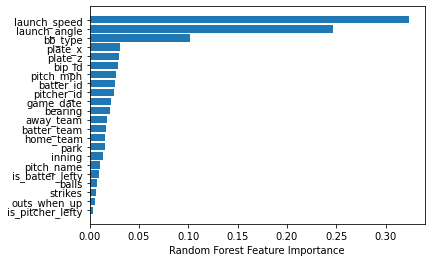 launch_speed
launch_angle
bb_type
plate_x
plate_z
bip_id
pitch_mph
batter_id
pitcher_id
game_date
bearing
away_team
batter_team
home_team
park
inning
pitch_name
is_batter_lefty
balls
strikes
outs_when_up
is_pitcher_lefty
0.00 0.05 0.10 0.15 0.20 0.25 0.30
Random Forest Feature Importance